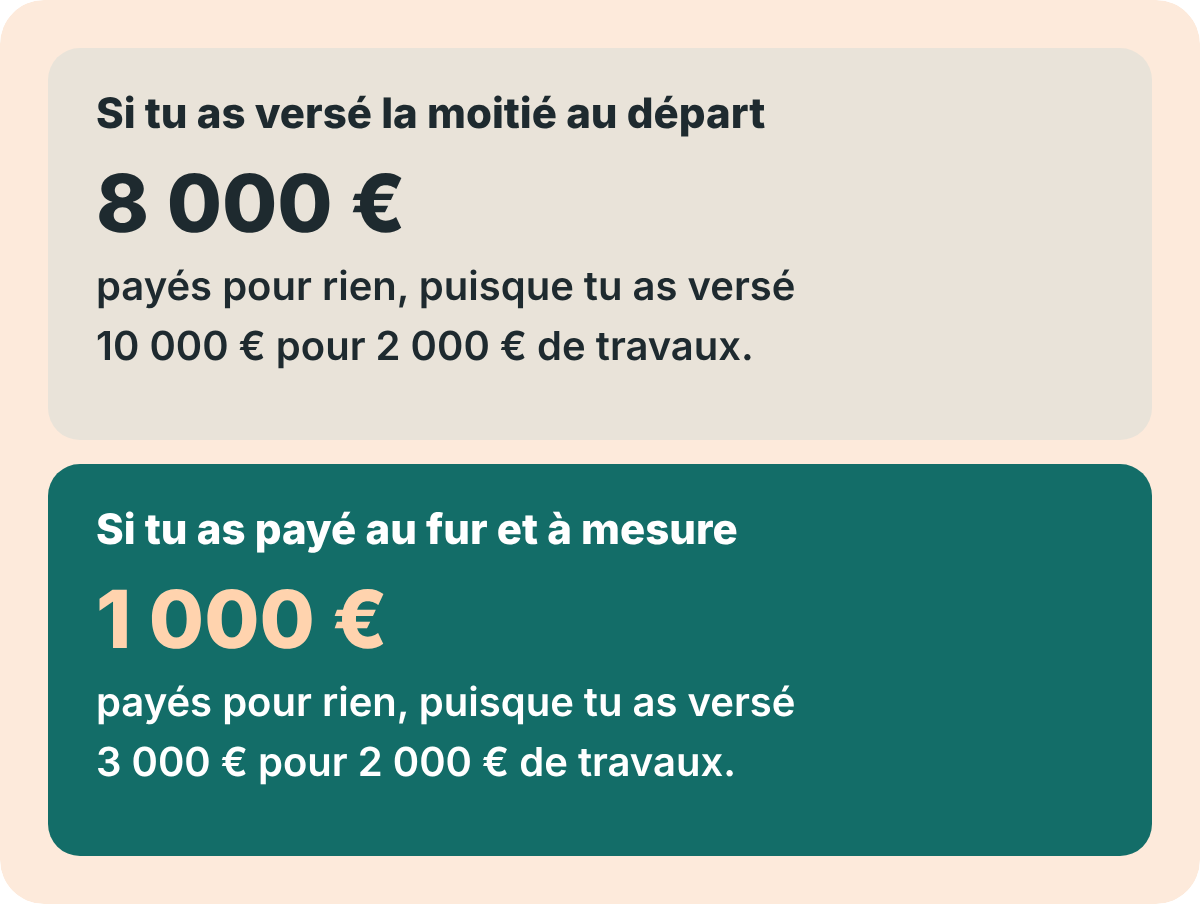 Si tu as versé la moitié au départ
8 000 €
payés pour rien, puisque tu as versé
10 000 € pour 2 000 € de travaux.
Si tu as payé au fur et à mesure
1 000 €
payés pour rien, puisque tu as versé
3 000 € pour 2 000 € de travaux.